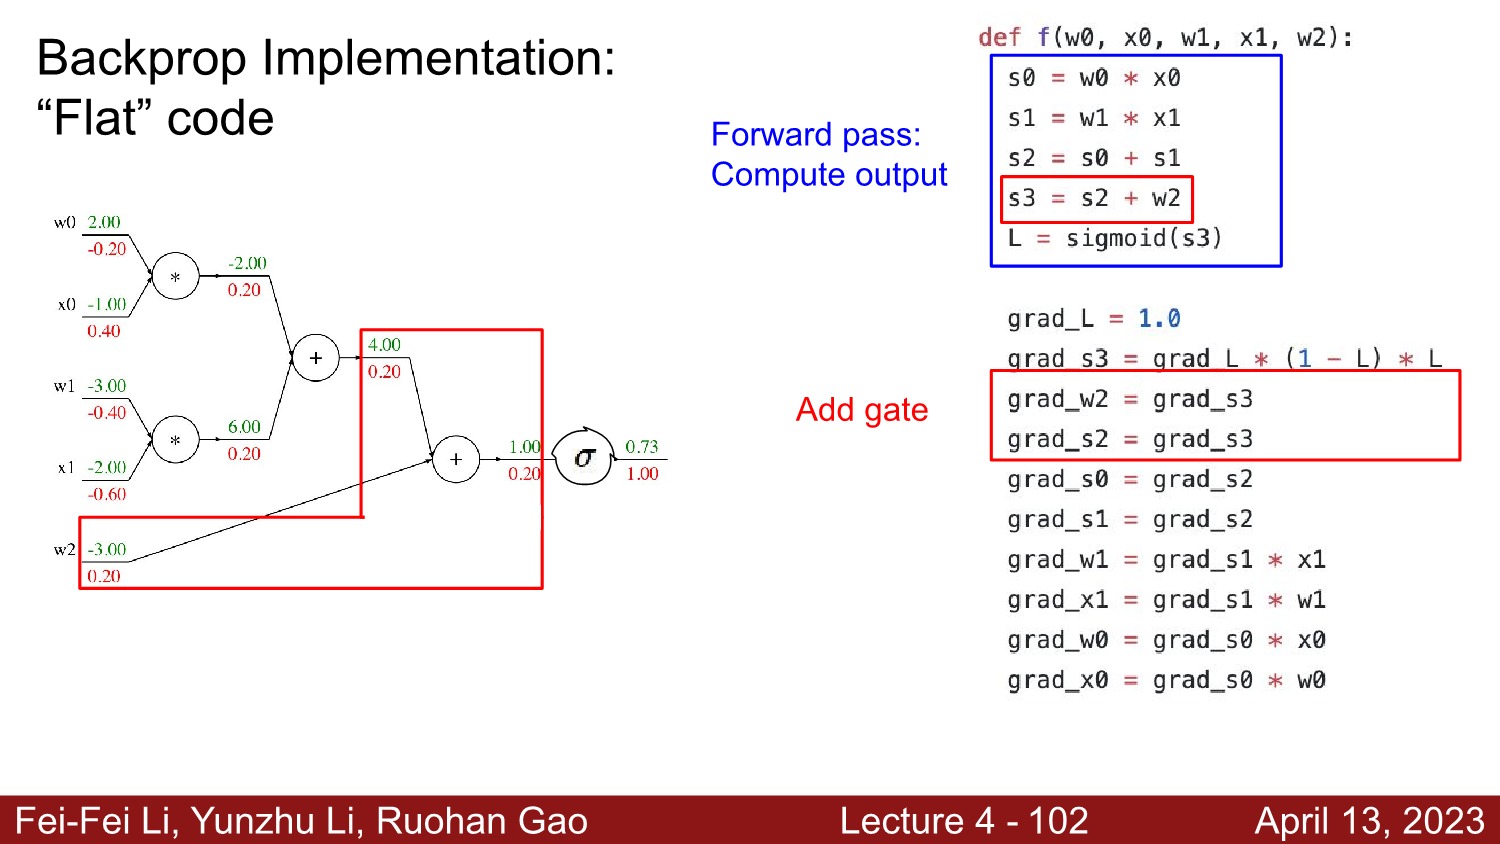 Backprop Implementation:
“Flat” code
def f(w0, x0, w1, x1, w2):
s0 = w0 * x0
s1 = w1 * x1
s2 = s0 + s1
s3 = s2 + w2
L = sigmoid(s3)
Forward pass:
Compute output
grad_L = 1.0
grad_s3 = grad_L * (1 - L) * L
grad_w2 = grad_s3
grad_s2 = grad_s3
grad_s0 = grad_s2
grad_s1 = grad_s2
grad_w1 = grad_s1 * x1
grad_x1 = grad_s1 * w1
grad_w0 = grad_s0 * x0
grad_x0 = grad_s0 * w0
Add gate
w0 2.00
-0.20
x0 -1.00
0.40
w1 -3.00
-0.40
x1 -2.00
-0.60
w2 -3.00
0.20
*
-2.00
0.20
*
6.00
0.20
+
4.00
0.20
+
1.00
0.20
σ
0.73
1.00
Fei-Fei Li, Yunzhu Li, Ruohan Gao
Lecture 4 - 102
April 13, 2023